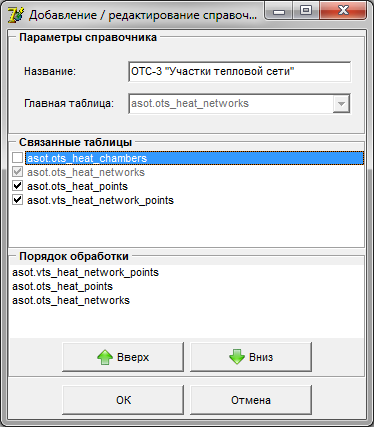 Добавление / редактирование справоч...
Параметры справочника
Название: ОТС-3 "Участки тепловой сети"
Главная таблица: asot.ots_heat_networks
Связанные таблицы
asot.ots_heat_chambers
asot.ots_heat_networks
asot.ots_heat_points
asot.vts_heat_network_points
Порядок обработки
asot.vts_heat_network_points
asot.ots_heat_points
asot.ots_heat_networks
Вверх Вниз
ОК Отмена